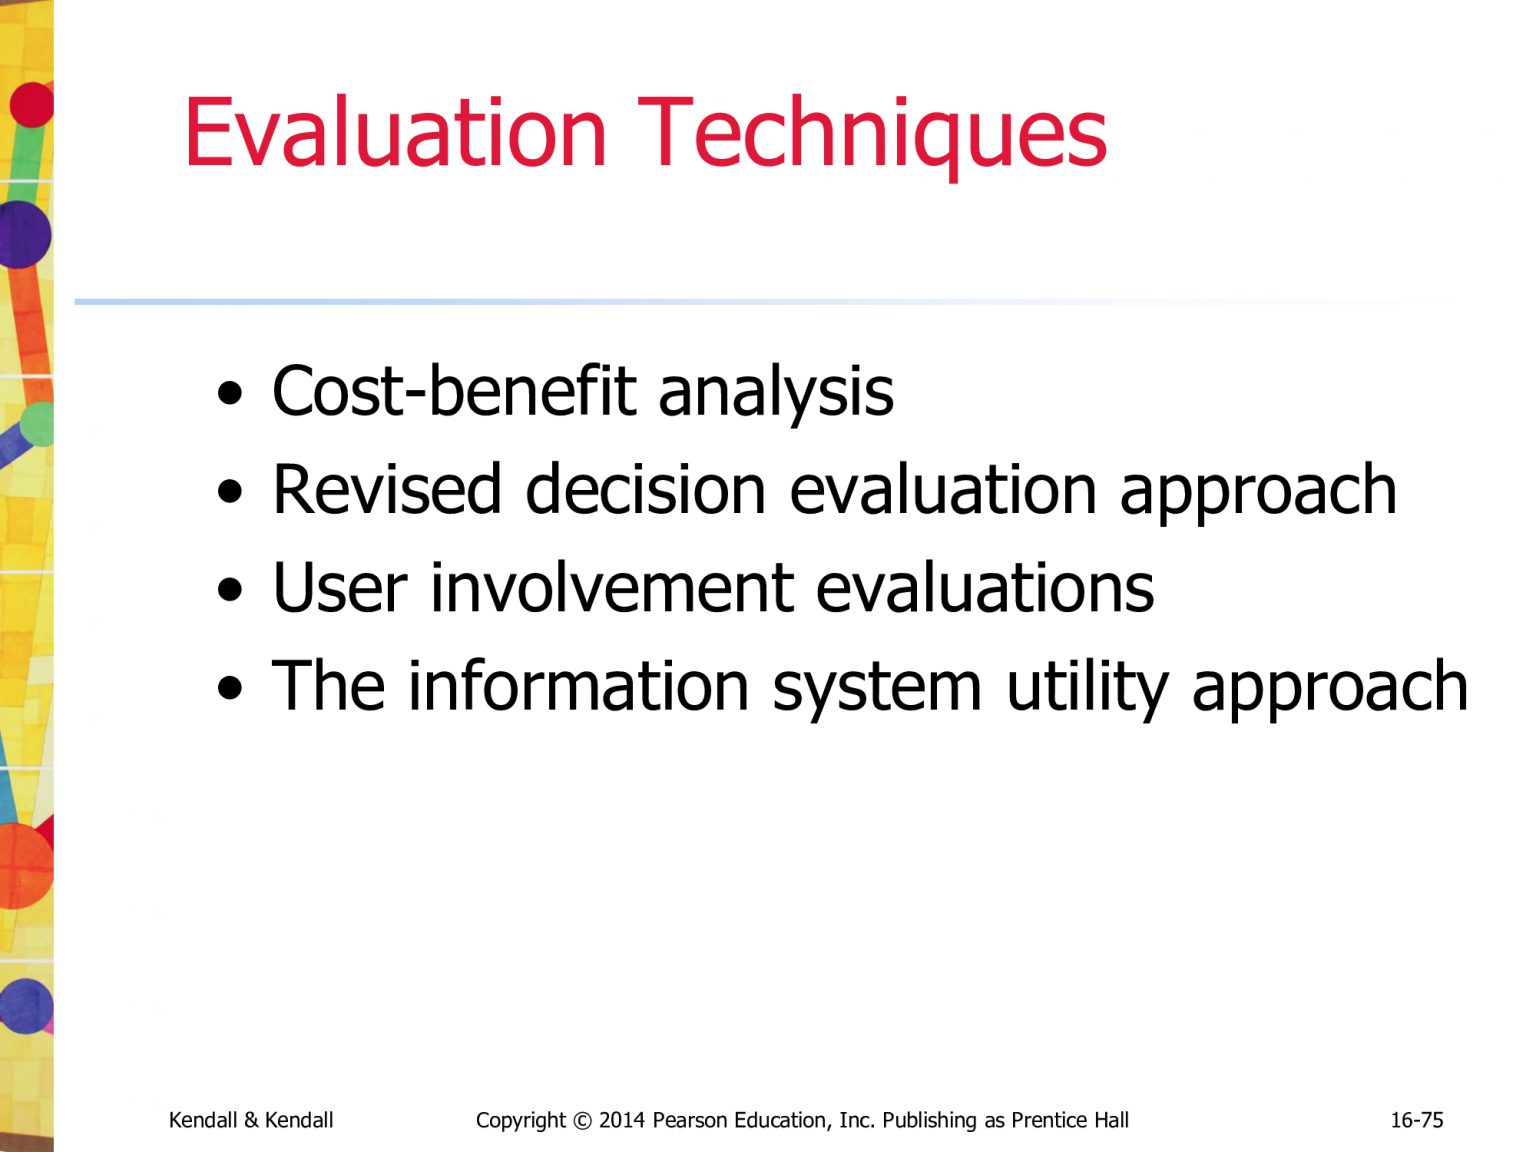 Evaluation Techniques
• Cost-benefit analysis
• Revised decision evaluation approach
• User involvement evaluations
• The information system utility approach
Kendall & Kendall Copyright © 2014 Pearson Education, Inc. Publishing as Prentice Hall 16-75